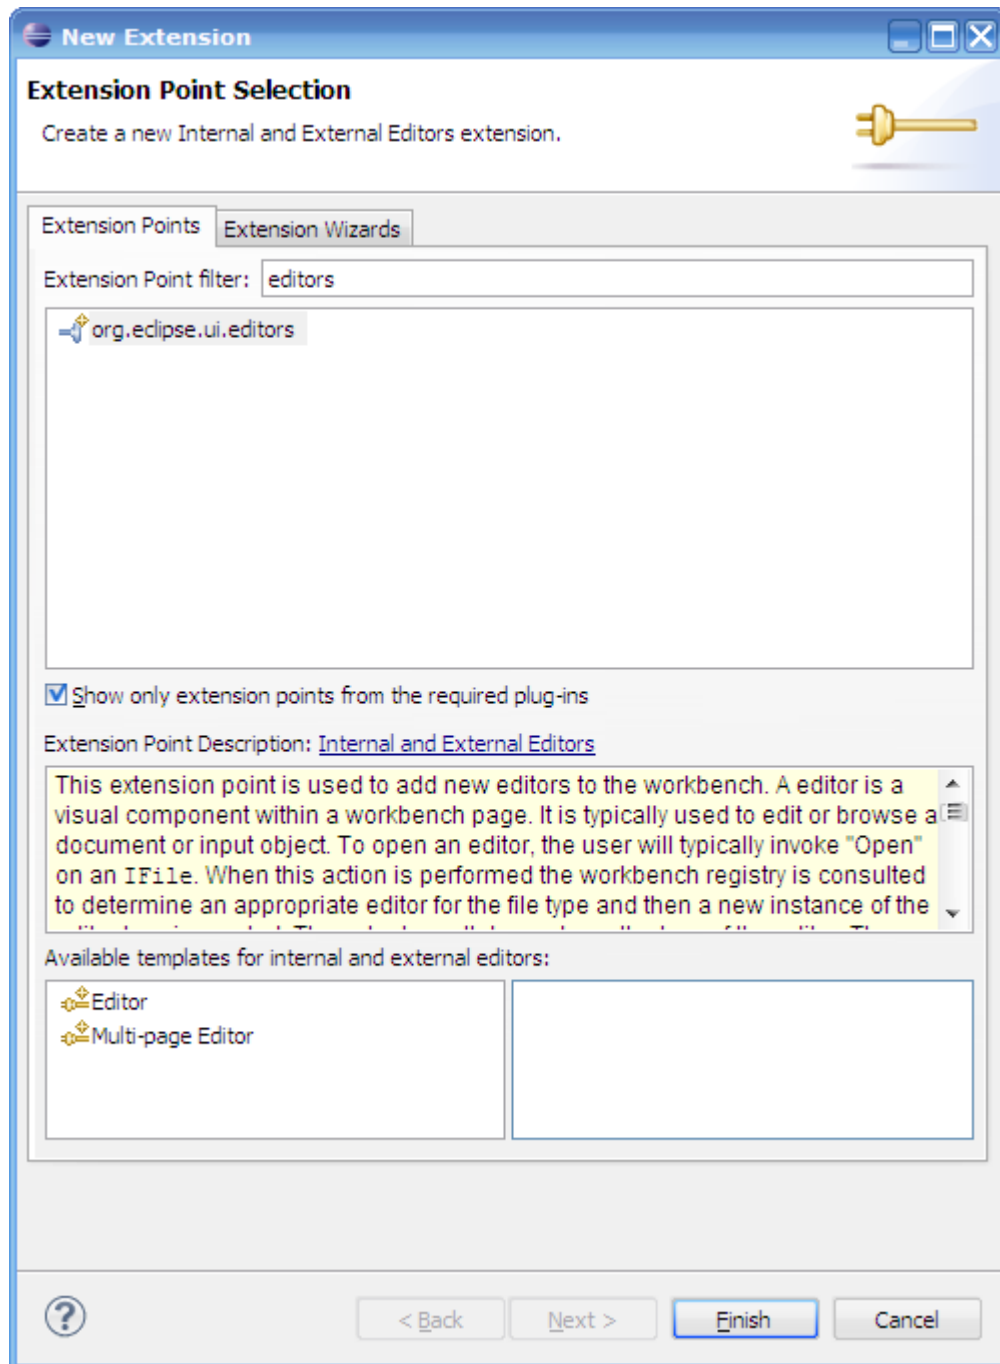 New Extension
Extension Point Selection
Create a new Internal and External Editors extension.
Extension Points
Extension Wizards
Extension Point filter: editors
org.eclipse.ui.editors
Show only extension points from the required plug-ins
Extension Point Description: Internal and External Editors
This extension point is used to add new editors to the workbench. A editor is a
visual component within a workbench page. It is typically used to edit or browse a
document or input object. To open an editor, the user will typically invoke "Open"
on an IFile. When this action is performed the workbench registry is consulted
to determine an appropriate editor for the file type and then a new instance of the
Available templates for internal and external editors:
Editor
Multi-page Editor
?
< Back
Next >
Finish
Cancel